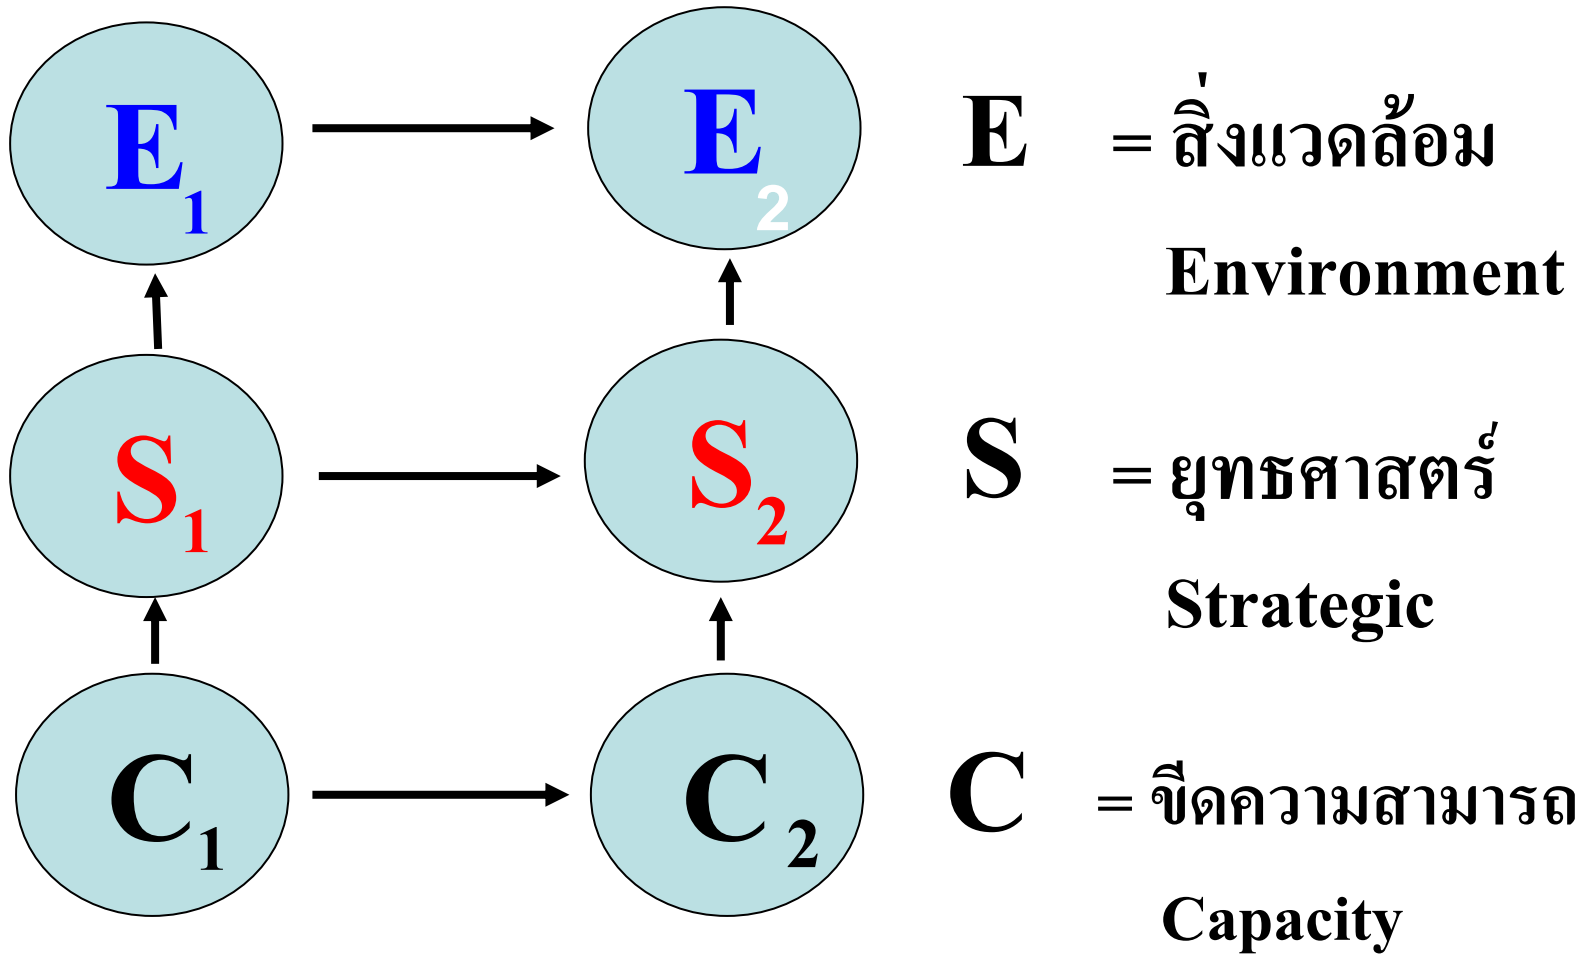 E1 E2 E = สิ่งแวดล้อม
Environment
S1 S2 S = ยุทธศาสตร์
Strategic
C1 C2 C = ขีดความสามารถ
Capacity